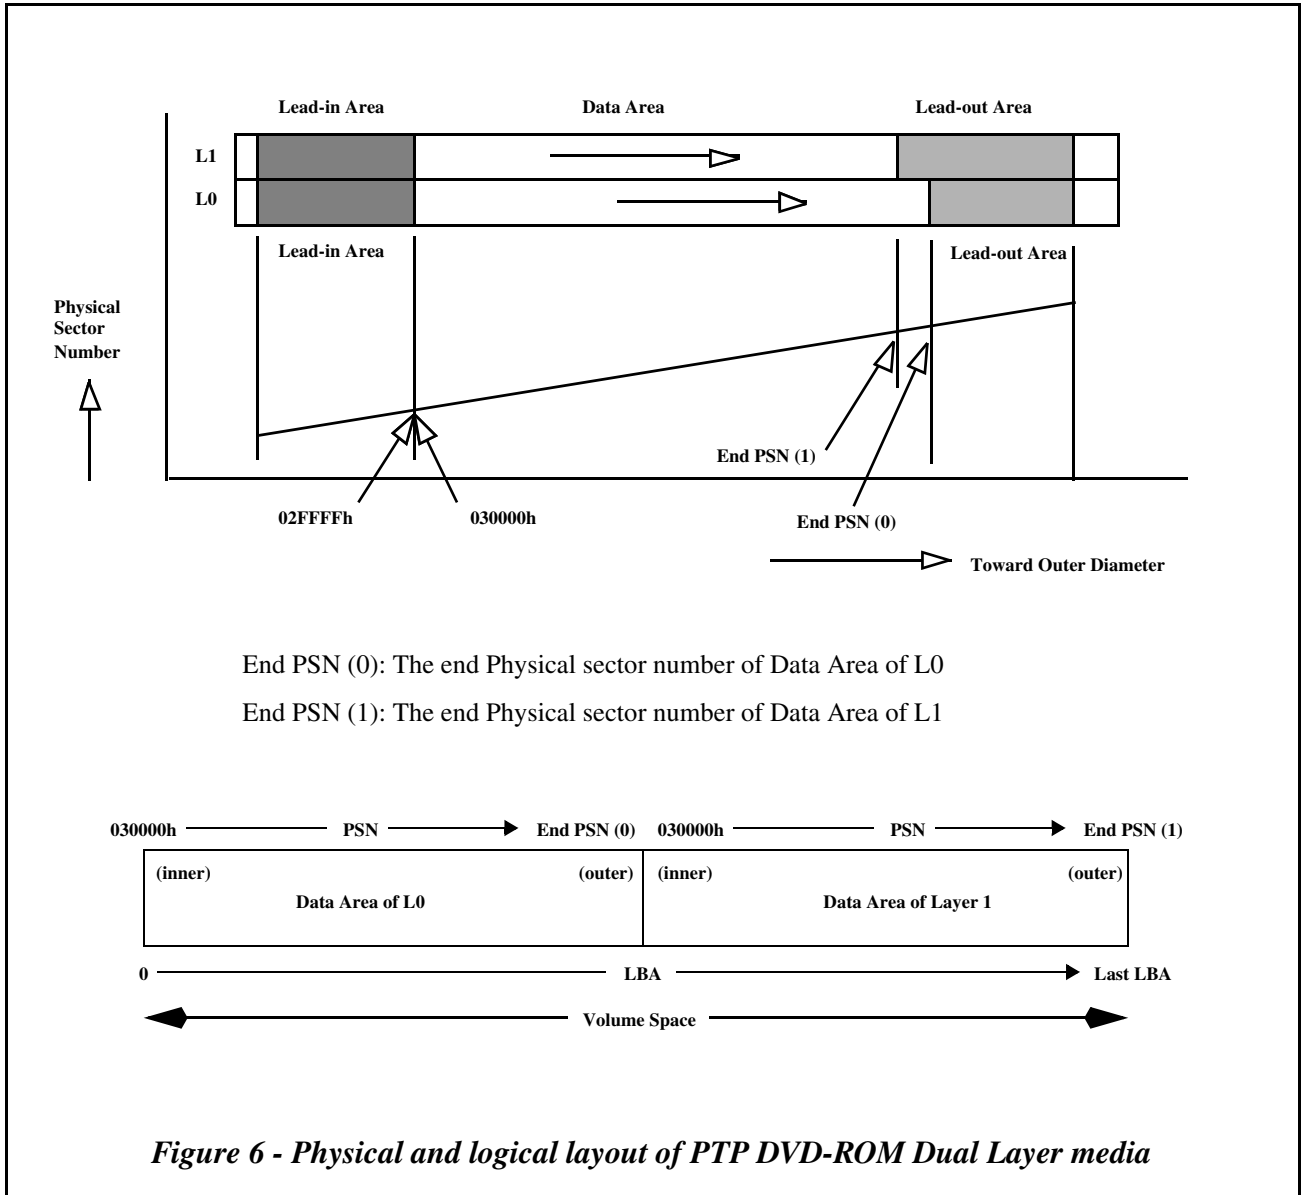 Lead-in Area Data Area Lead-out Area
L1
L0
Lead-in Area Lead-out Area
Physical
Sector
Number
End PSN (1)
02FFFFh 030000h End PSN (0)
Toward Outer Diameter
End PSN (0): The end Physical sector number of Data Area of L0
End PSN (1): The end Physical sector number of Data Area of L1
030000h PSN End PSN (0) 030000h PSN End PSN (1)
(inner) (outer) (inner) (outer)
Data Area of L0 Data Area of Layer 1
0 LBA Last LBA
Volume Space
Figure 6 - Physical and logical layout of PTP DVD-ROM Dual Layer media